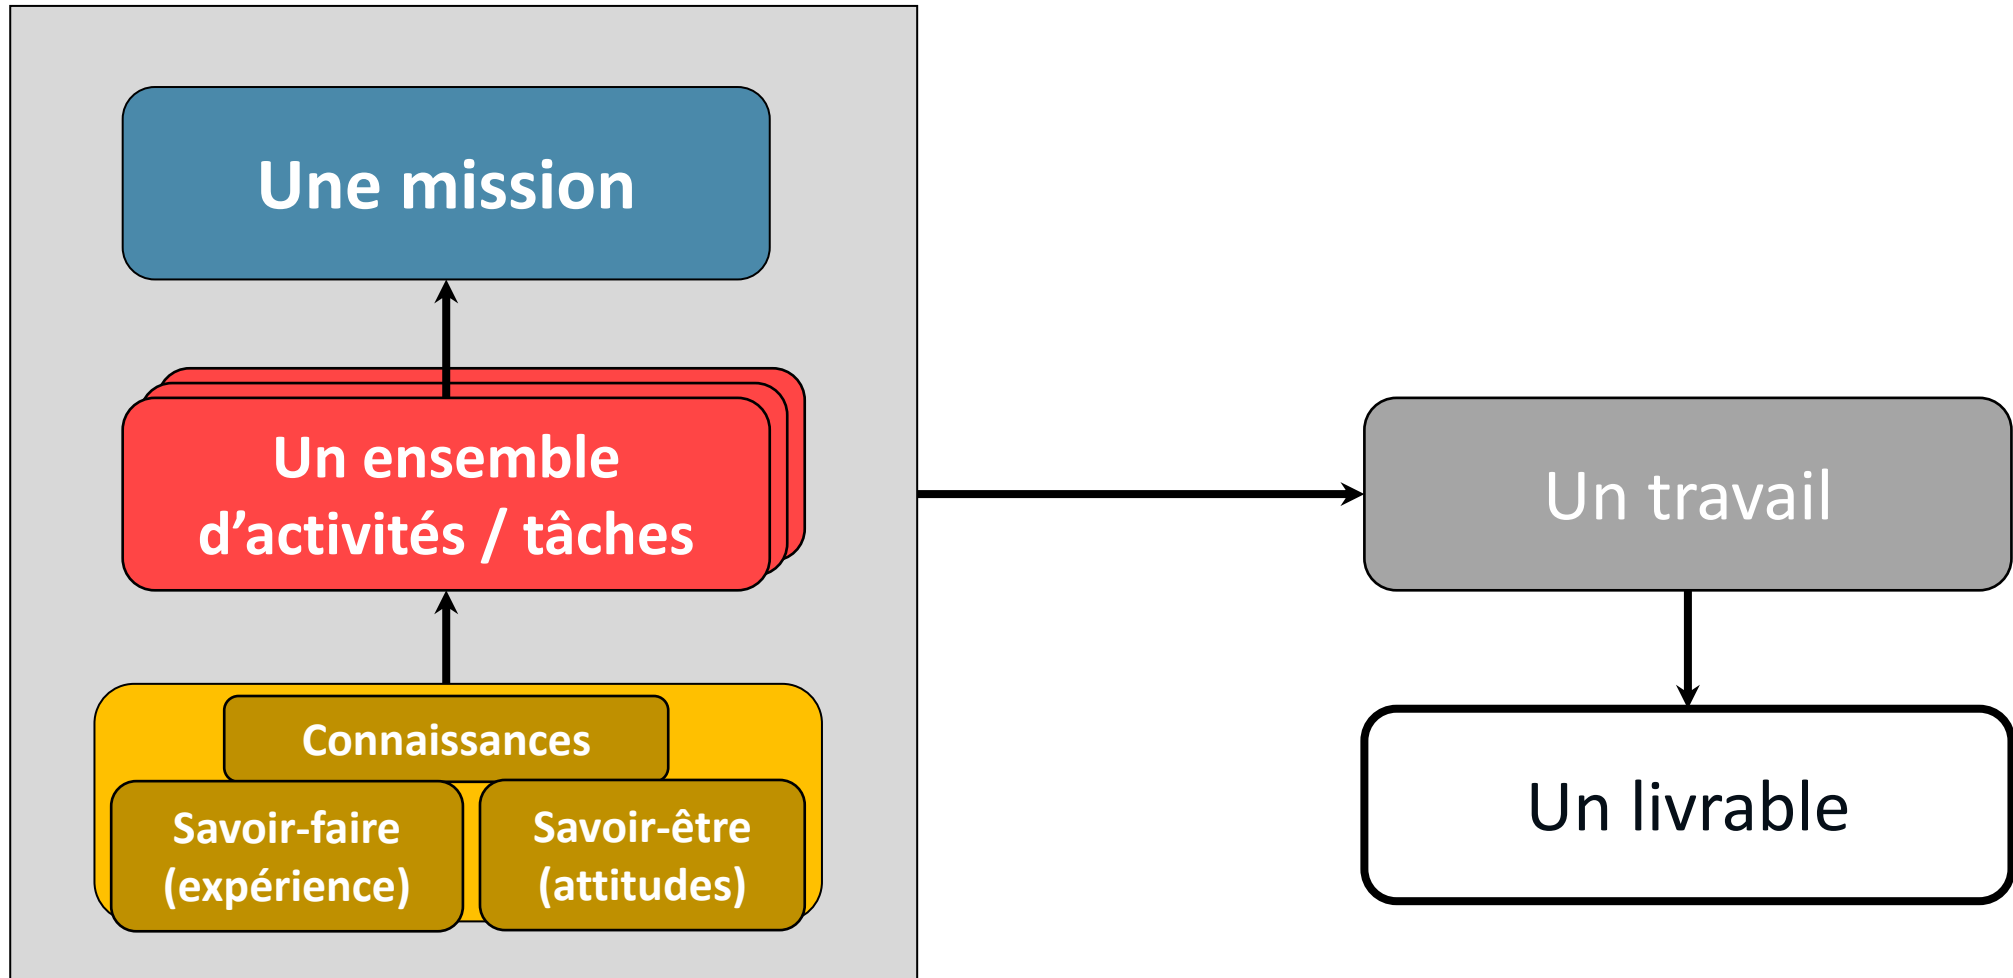 Une mission
Un ensemble
d’activités / tâches
Connaissances
Savoir-faire
(expérience)
Savoir-être
(attitudes)
Un travail
Un livrable